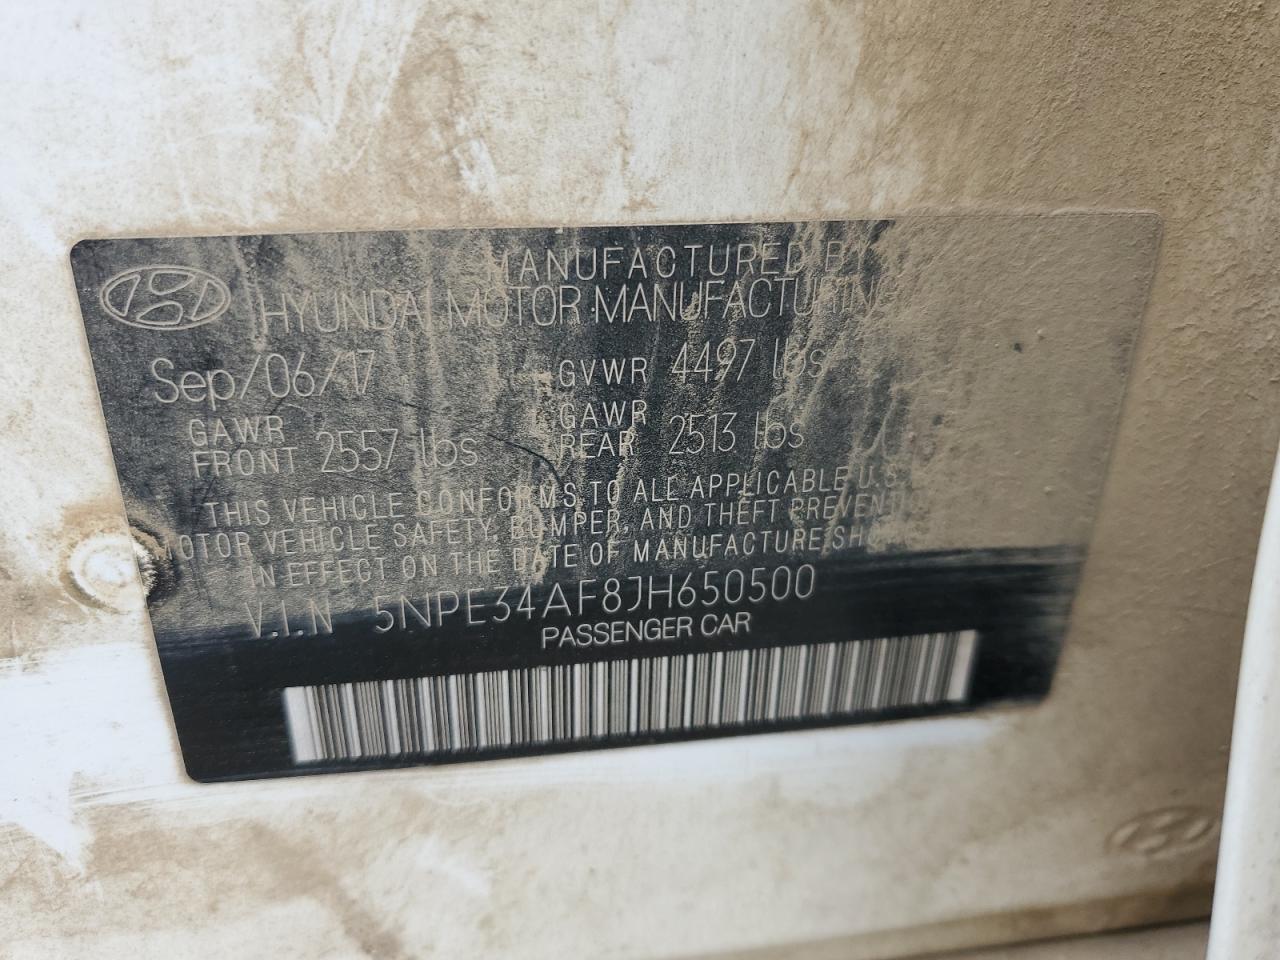 MANUFACTURED BY
HYUNDAI MOTOR MANUFACTURING
Sep/06/17 GVWR 4497 lbs
GAWR FRONT 2557 lbs GAWR REAR 2513 lbs
THIS VEHICLE CONFORMS TO ALL APPLICABLE U.S.
MOTOR VEHICLE SAFETY, BUMPER, AND THEFT
IN EFFECT ON THE DATE OF MANUFACTURE
V.I.N 5NPE34AF8JH650500
PASSENGER CAR